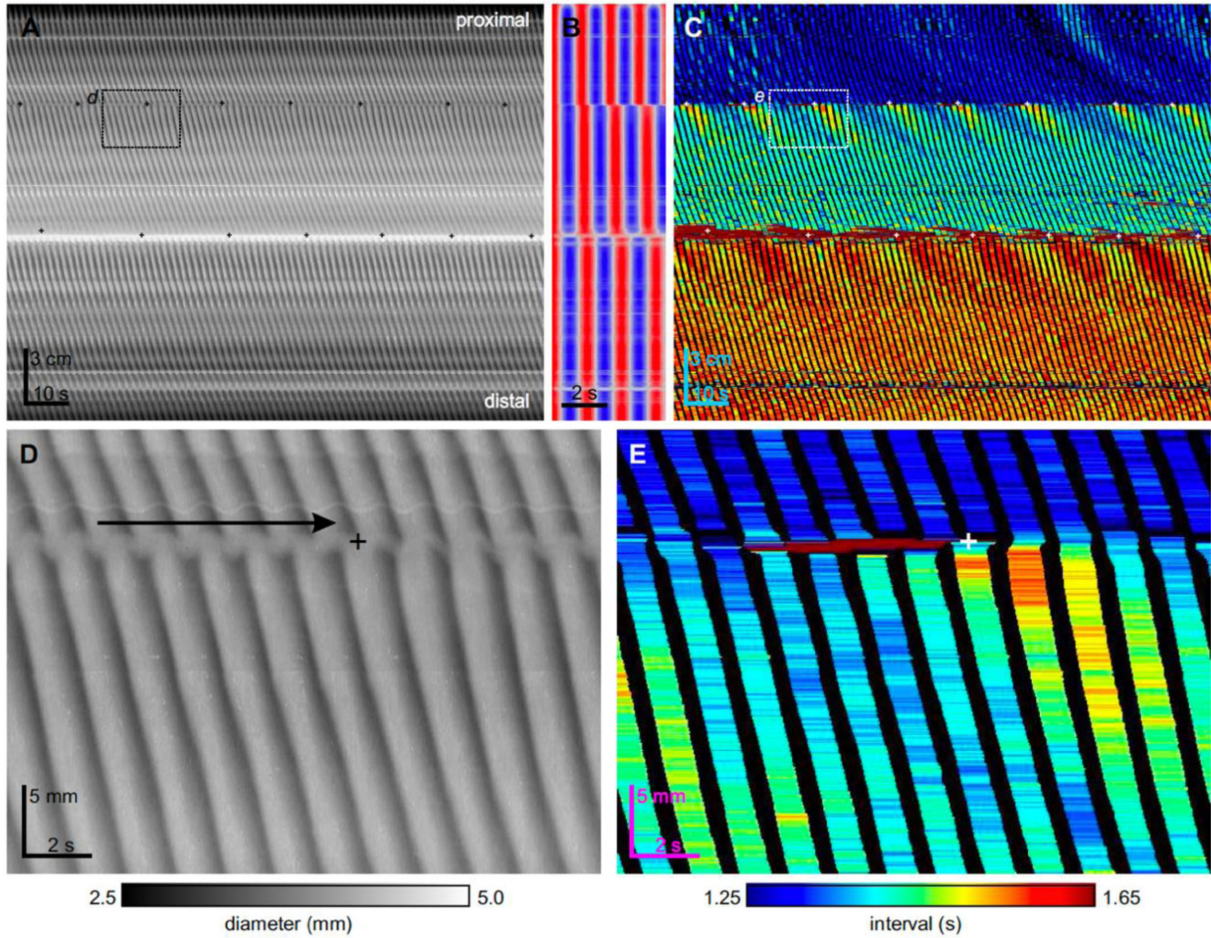 A
proximal
d
3 cm
10 s
distal
B
2 s
C
e
3 cm
10 s
D
5 mm
2 s
E
5 mm
2 s
2.5
5.0
diameter (mm)
1.25
1.65
interval (s)